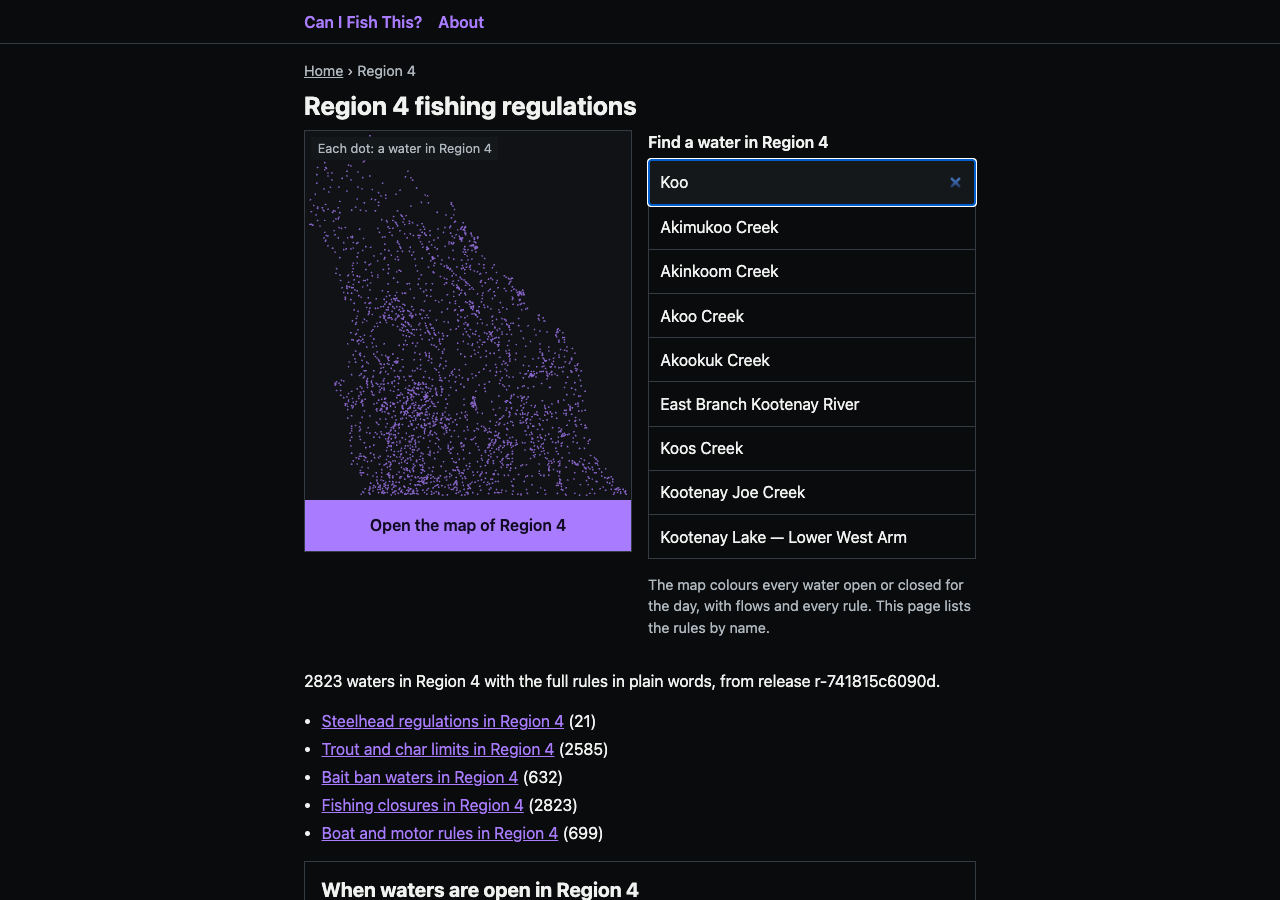 Can I Fish This? About
Home › Region 4
Region 4 fishing regulations
Each dot: a water in Region 4
Open the map of Region 4
Find a water in Region 4
Koo
Akimukoo Creek
Akinkoom Creek
Akoo Creek
Akookuk Creek
East Branch Kootenay River
Koos Creek
Kootenay Joe Creek
Kootenay Lake — Lower West Arm
The map colours every water open or closed for
the day, with flows and every rule. This page lists
the rules by name.
2823 waters in Region 4 with the full rules in plain words, from release r-741815c6090d.
• Steelhead regulations in Region 4 (21)
• Trout and char limits in Region 4 (2585)
• Bait ban waters in Region 4 (632)
• Fishing closures in Region 4 (2823)
• Boat and motor rules in Region 4 (699)
When waters are open in Region 4